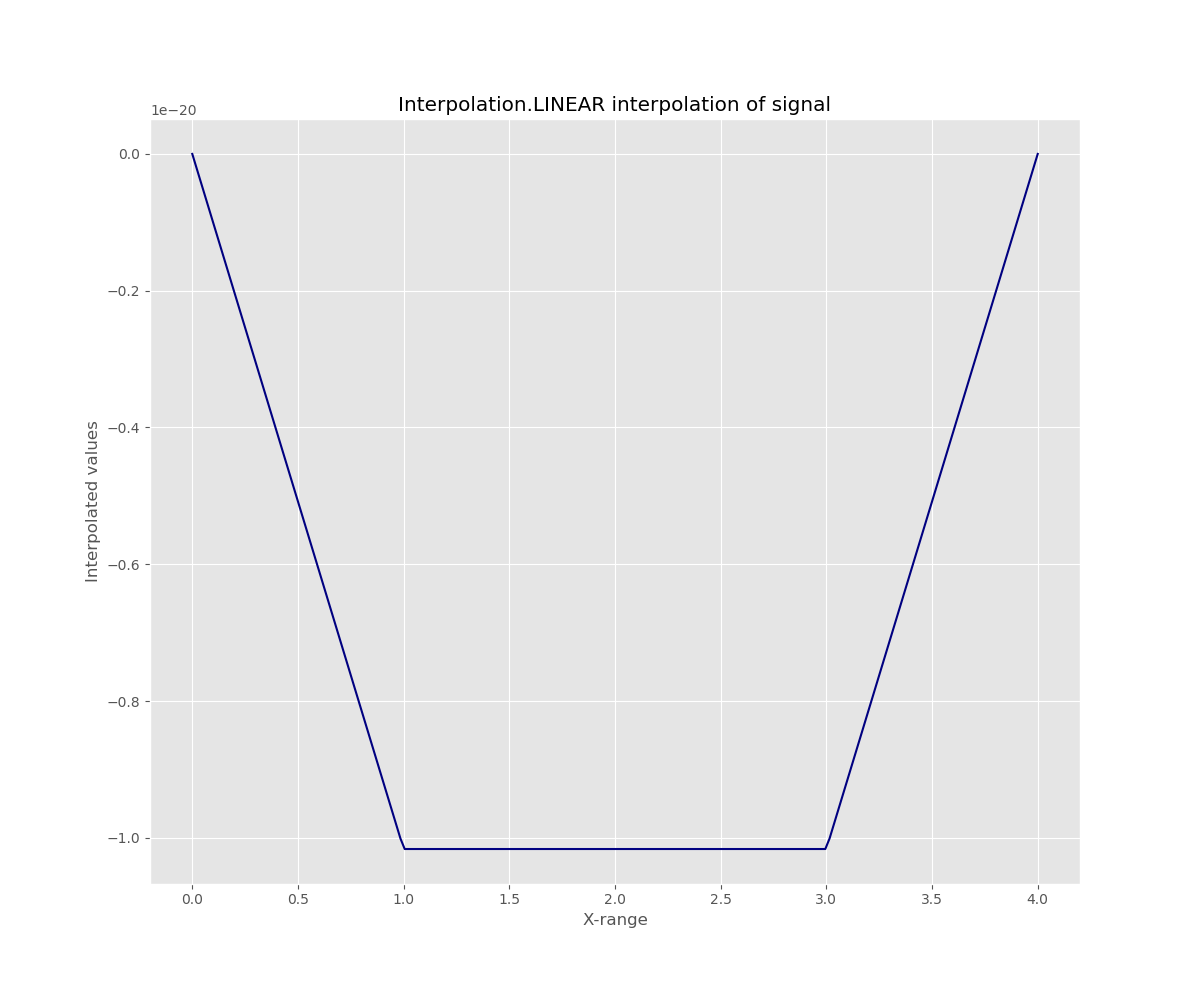 Interpolation.LINEAR interpolation of signal
1e−20
0.0
−0.2
−0.4
−0.6
−0.8
−1.0
Interpolated values
0.0 0.5 1.0 1.5 2.0 2.5 3.0 3.5 4.0
X-range